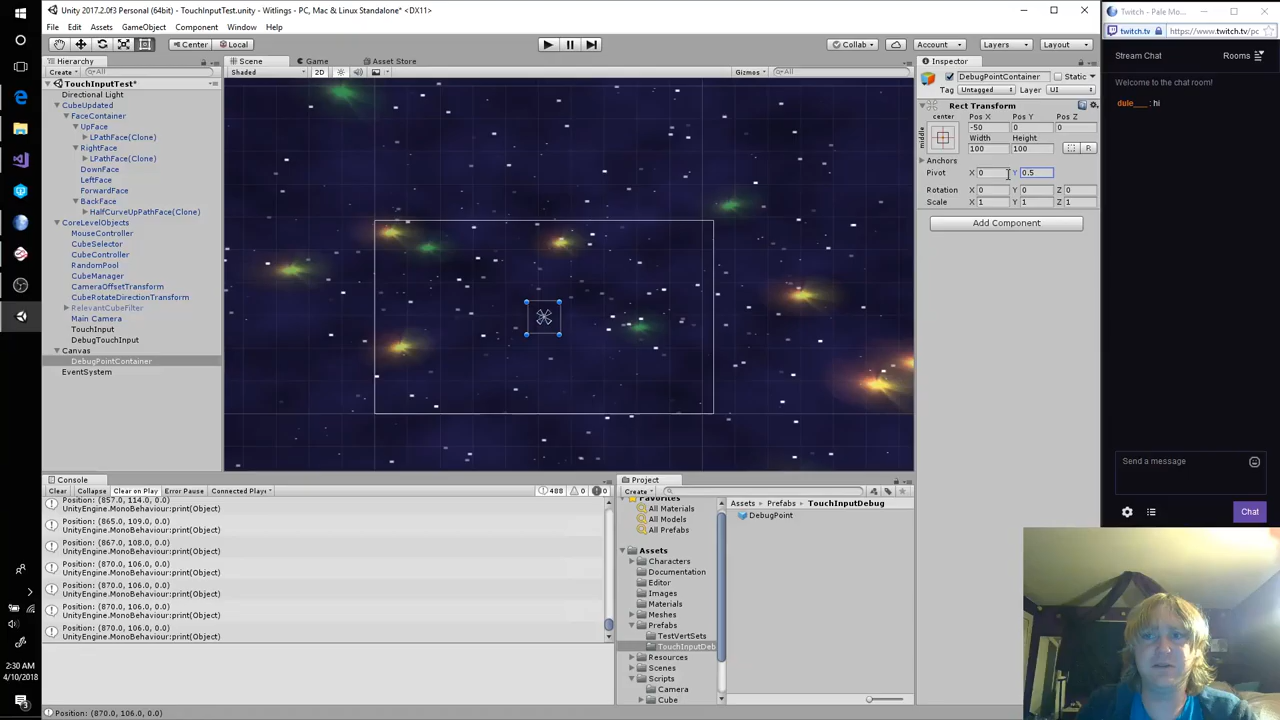 Unity 2017.2.0f3 Personal (64bit) - TouchInputTest.unity - Witlings - PC, Mac & Linux Standalone* <DX11>
Twitch - Pale Mo...
File Edit Assets GameObject Component Window Help
twitch.tv https://www.twitch.tv/pc
Center Local Collab Account Layers Layout
Stream Chat Rooms
Hierarchy Scene Game Asset Store Inspector
Create All Shaded 2D Gizmos All
DebugPointContainer Static
Welcome to the chat room!
TouchInputTest*
Tag Untagged Layer UI
Directional Light
dule___: hi
CubeUpdated
Rect Transform
FaceContainer
center Pos X Pos Y Pos Z
UpFace
-50 0 0
LPathFace(Clone)
middle Width Height
RightFace
100 100 R
LPathFace(Clone)
Anchors
DownFace
Pivot X 0 Y 0.5
LeftFace
ForwardFace
Rotation X 0 Y 0 Z 0
BackFace
Scale X 1 Y 1 Z 1
HalfCurveUpPathFace(Clone)
CoreLevelObjects
Add Component
MouseController
CubeSelector
CubeController
RandomPool
CubeManager
CameraOffsetTransform
CubeRotateDirectionTransform
RelevantCubeFilter
Main Camera
TouchInput
DebugTouchInput
Canvas
DebugPointContainer
EventSystem
Send a message
Chat
Console Project
Clear Collapse Clear on Play Error Pause Connected Play 488 0 0
Create
Position: (857.0, 114.0, 0.0)
UnityEngine.MonoBehaviour:print(Object)
Position: (865.0, 109.0, 0.0)
UnityEngine.MonoBehaviour:print(Object)
Position: (867.0, 108.0, 0.0)
UnityEngine.MonoBehaviour:print(Object)
Position: (870.0, 106.0, 0.0)
UnityEngine.MonoBehaviour:print(Object)
Position: (870.0, 106.0, 0.0)
UnityEngine.MonoBehaviour:print(Object)
Position: (870.0, 106.0, 0.0)
UnityEngine.MonoBehaviour:print(Object)
Position: (870.0, 106.0, 0.0)
UnityEngine.MonoBehaviour:print(Object)
Favorites
All Materials
All Models
All Prefabs
Assets
Characters
Documentation
Editor
Images
Materials
Meshes
Prefabs
TestVertSets
TouchInputDeb
Resources
Scenes
Scripts
Camera
Cube
Assets Prefabs TouchInputDebug
DebugPoint
2:30 AM
4/10/2018
3
Position: (870.0, 106.0, 0.0)